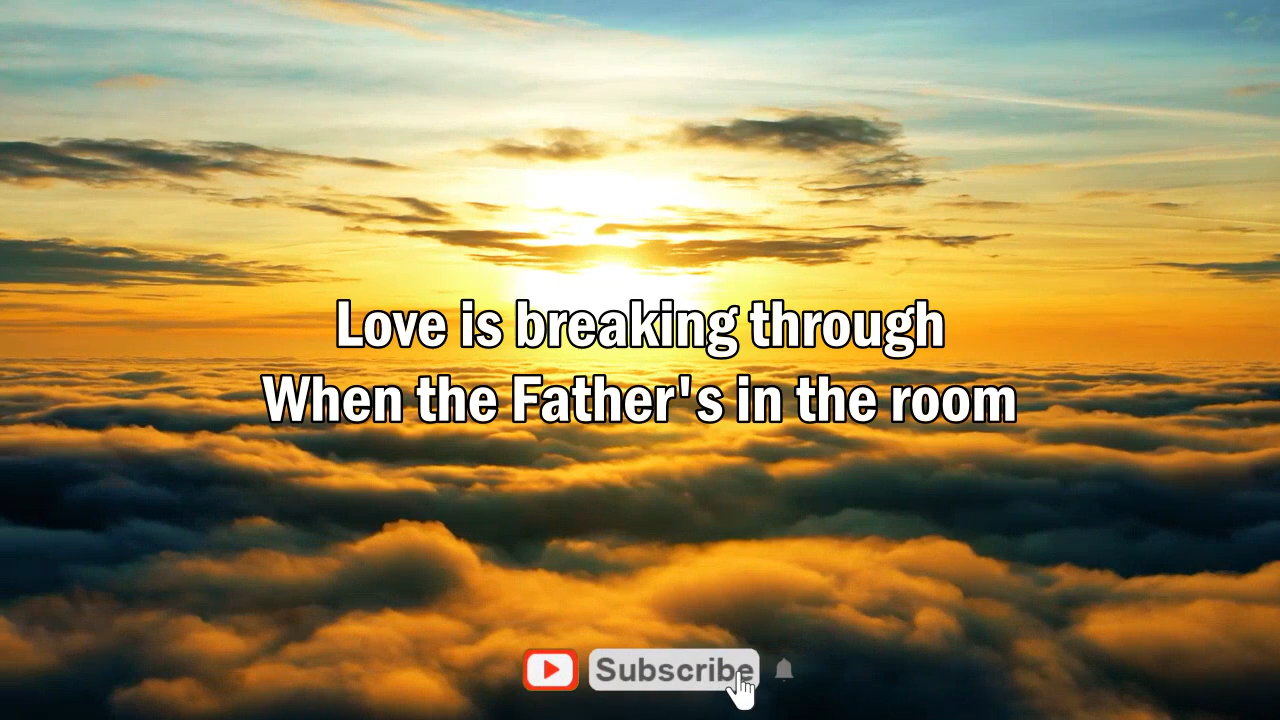 Love is breaking through
When the Father's in the room
Subscribe